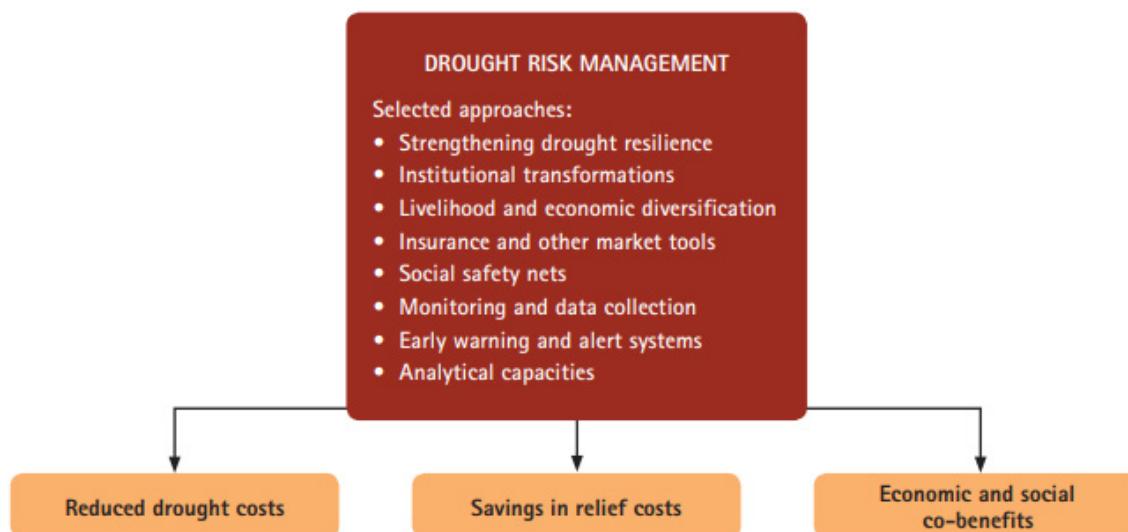 DROUGHT RISK MANAGEMENT
Selected approaches:
• Strengthening drought resilience
• Institutional transformations
• Livelihood and economic diversification
• Insurance and other market tools
• Social safety nets
• Monitoring and data collection
• Early warning and alert systems
• Analytical capacities
Reduced drought costs
Savings in relief costs
Economic and social
co-benefits